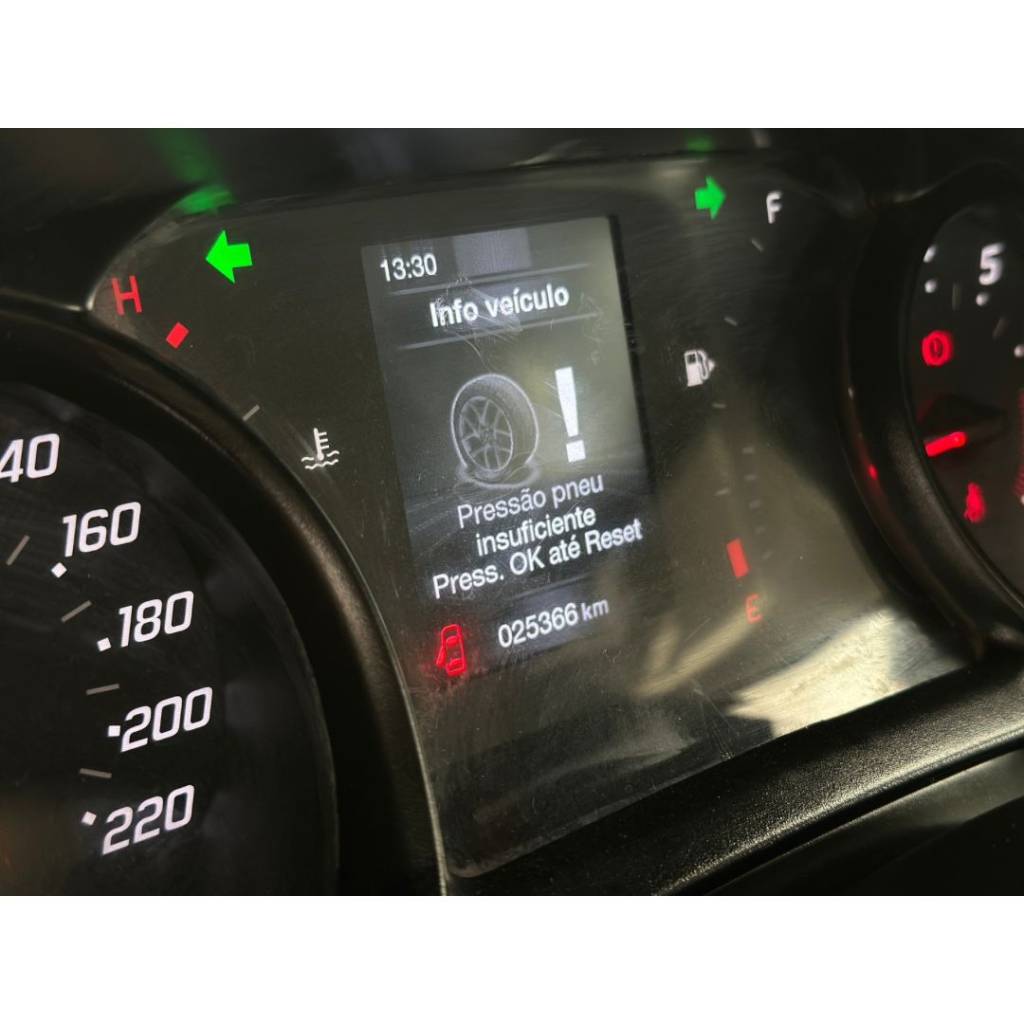 13:30
Info veículo
Pressão pneu
insuficiente
Press. OK até Reset
025366 km
H
F
E
40
160
180
200
220
5